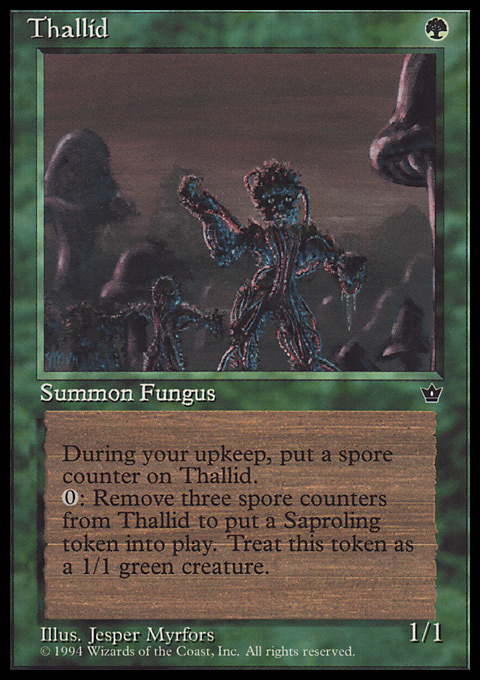 Thallid
Summon Fungus
During your upkeep, put a spore
counter on Thallid.
0: Remove three spore counters
from Thallid to put a Saproling
token into play. Treat this token as
a 1/1 green creature.
Illus. Jesper Myrfors 1/1
© 1994 Wizards of the Coast, Inc. All rights reserved.